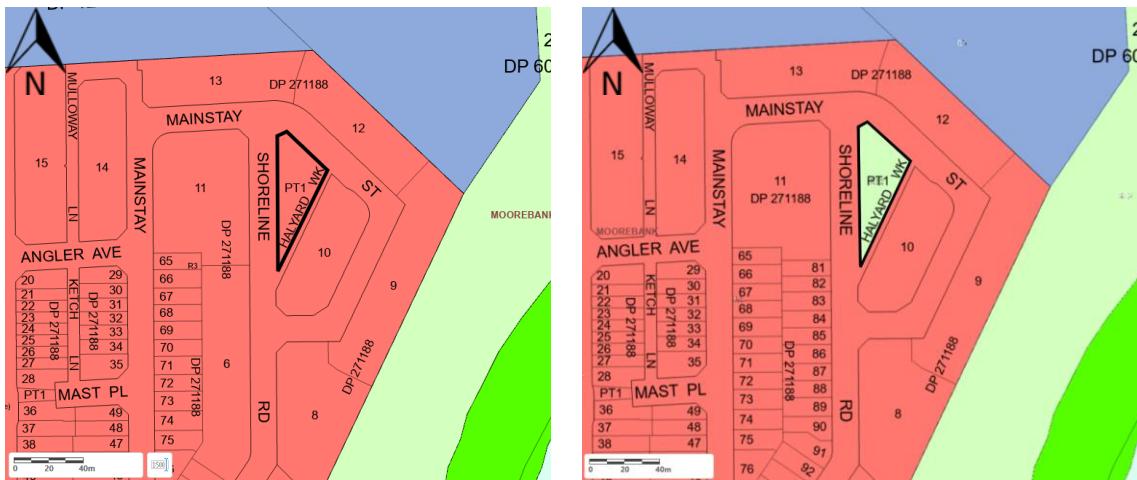 DP
2
DP 60
N
13
DP 271188
MULLOWAY
MAINSTAY
12
15
14
MAINSTAY
SHORELINE
PT1
HALYARD WK
ST
11
MOOREBANK
LN
10
DP 271188
ANGLER AVE
65
R3
9
20
29
66
21
KETCH
30
67
22
DP 271188
DP 271188
31
68
23
32
24
33
69
25
34
70
26
LN
35
71
6
27
DP 271188
72
DP 271188
28
MAST PL
73
PT1
RD
8
36
49
74
37
48
75
38
47
0
20
40m
N
2
DP 60
13
DP 271188
MULLOWAY
MAINSTAY
12
15
14
MAINSTAY
SHORELINE
PT1
HALYARD WK
ST
11
DP 271188
MOOREBANK
LN
10
ANGLER AVE
65
81
9
20
29
66
82
21
KETCH
30
67
83
22
DP 271188
DP 271188
31
68
84
23
32
69
85
24
33
70
86
25
34
71
87
26
LN
35
72
88
27
DP 271188
DP 271188
28
73
89
MAST PL
PT1
RD
8
36
49
74
90
37
48
75
91
38
47
76
92
0
20
40m